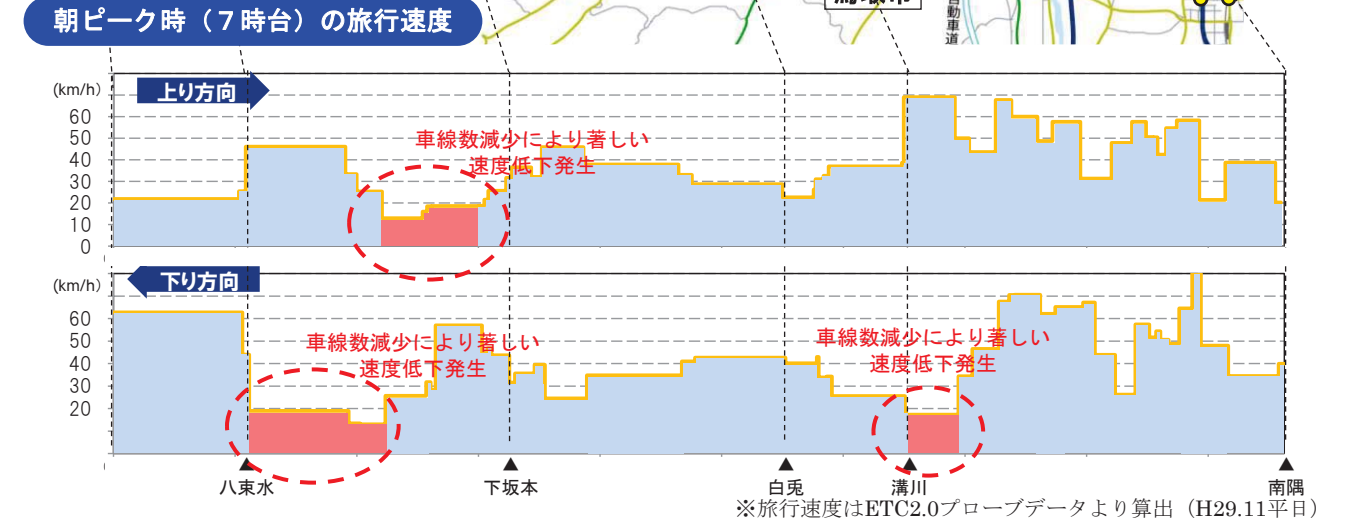 朝ピーク時（７時台）の旅行速度
自動車道
(km/h)
上り方向
60
50
40
30
20
10
0
車線数減少により著しい
速度低下発生
(km/h)
下り方向
60
50
40
30
20
車線数減少により著しい
速度低下発生
車線数減少により著しい
速度低下発生
八束水
下坂本
白兎
溝川
南隅
※旅行速度はETC2.0プローブデータより算出（H29.11平日）